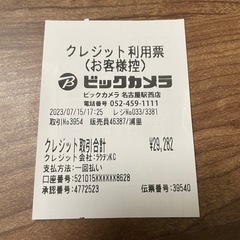 クレジット利用票
(お客様控)
ビックカメラ
ビックカメラ 名古屋駅西店
電話番号 052-459-1111
2023/07/15/17:25 レジNo033/3381
取引No3954 販売員46387/浦里
クレジット取引合計 ¥29,282
クレジット会社:ラクテンKC
支払方法:一回払い
口座番号:521015XXXXXX8628
承認番号:4772523 伝票番号:39540